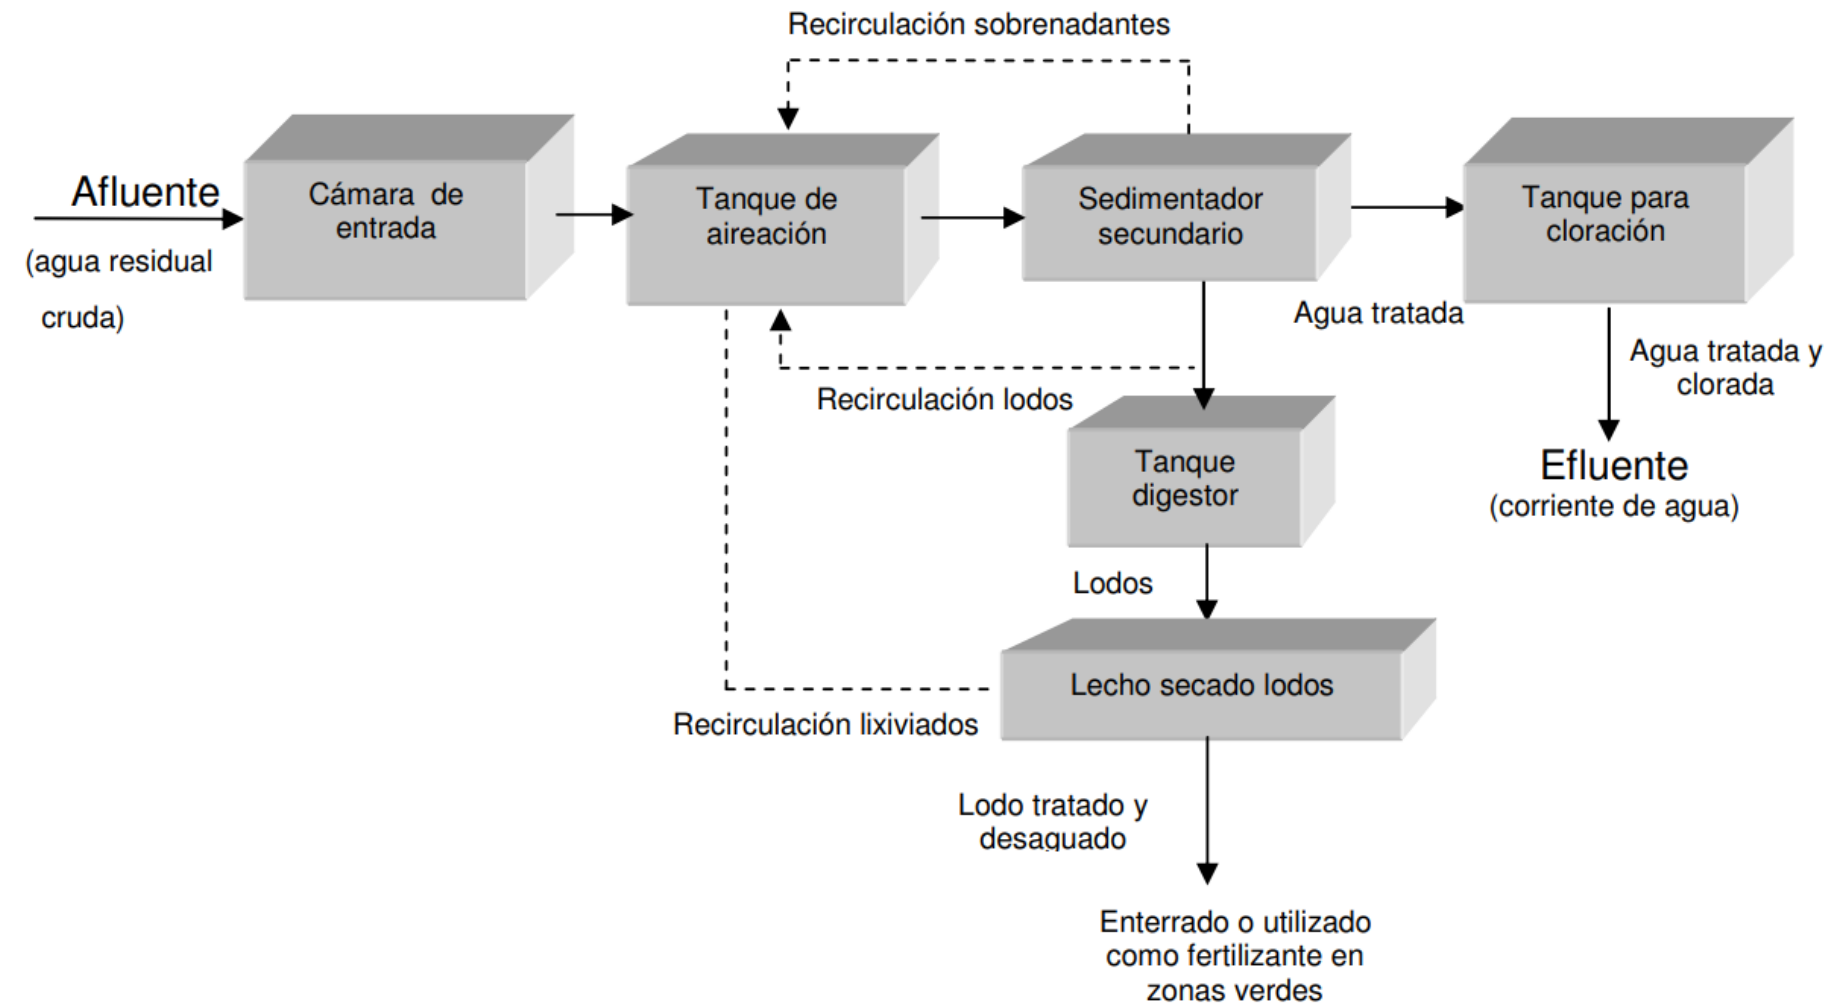 Recirculación sobrenadantes
Afluente
(agua residual
cruda)
Cámara de
entrada
Tanque de
aireación
Sedimentador
secundario
Tanque para
cloración
Agua tratada
Agua tratada y
clorada
Efluente
(corriente de agua)
Recirculación lodos
Tanque
digestor
Lodos
Lecho secado lodos
Recirculación lixiviados
Lodo tratado y
desaguado
Enterrado o utilizado
como fertilizante en
zonas verdes